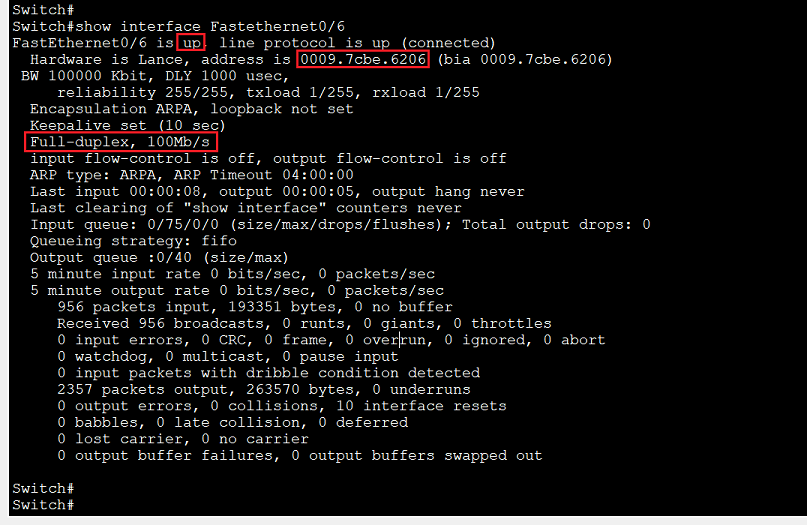 Switch#
Switch#show interface Fastethernet0/6
FastEthernet0/6 is up, line protocol is up (connected)
Hardware is Lance, address is 0009.7cbe.6206 (bia 0009.7cbe.6206)
BW 100000 Kbit, DLY 1000 usec,
reliability 255/255, txload 1/255, rxload 1/255
Encapsulation ARPA, loopback not set
Keepalive set (10 sec)
Full-duplex, 100Mb/s
input flow-control is off, output flow-control is off
ARP type: ARPA, ARP Timeout 04:00:00
Last input 00:00:08, output 00:00:05, output hang never
Last clearing of "show interface" counters never
Input queue: 0/75/0/0 (size/max/drops/flushes); Total output drops: 0
Queueing strategy: fifo
Output queue :0/40 (size/max)
5 minute input rate 0 bits/sec, 0 packets/sec
5 minute output rate 0 bits/sec, 0 packets/sec
956 packets input, 193351 bytes, 0 no buffer
Received 956 broadcasts, 0 runts, 0 giants, 0 throttles
0 input errors, 0 CRC, 0 frame, 0 overrun, 0 ignored, 0 abort
0 watchdog, 0 multicast, 0 pause input
0 input packets with dribble condition detected
2357 packets output, 263570 bytes, 0 underruns
0 output errors, 0 collisions, 10 interface resets
0 babbles, 0 late collision, 0 deferred
0 lost carrier, 0 no carrier
0 output buffer failures, 0 output buffers swapped out
Switch#
Switch#